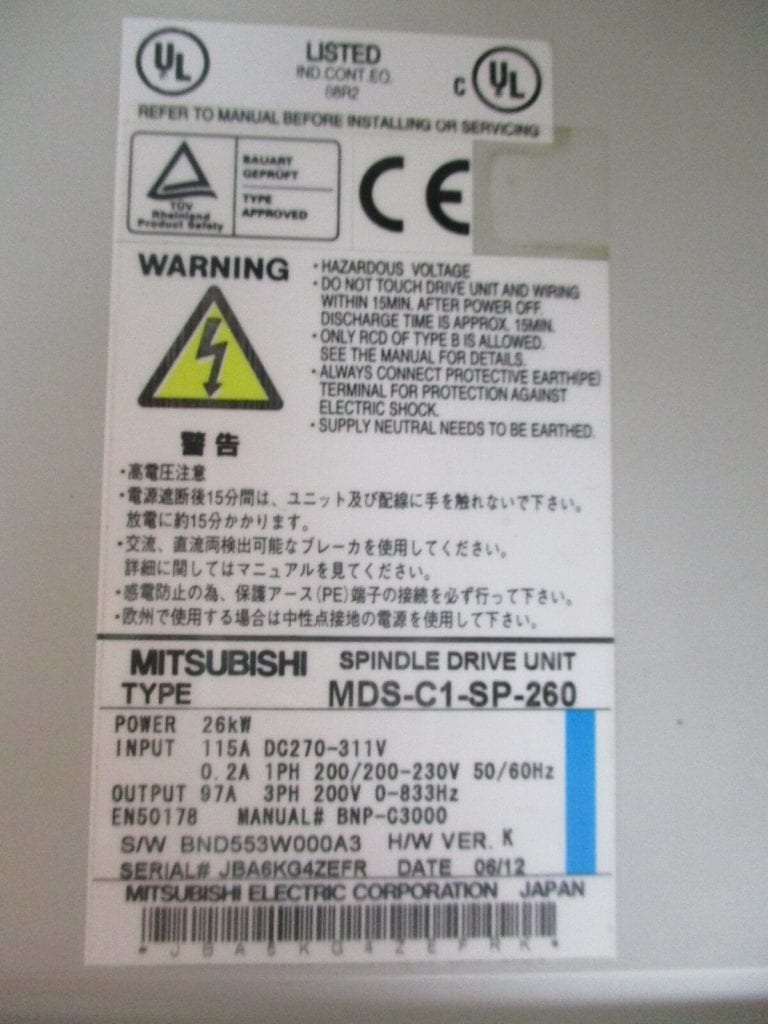 UL
LISTED
IND.CONT.EQ.
68R2
C UL
REFER TO MANUAL BEFORE INSTALLING OR SERVICING
TÜV
Rheinland
Product Safety
BAUART
GEPRÜFT
TYPE
APPROVED
CE
WARNING
・HAZARDOUS VOLTAGE
・DO NOT TOUCH DRIVE UNIT AND WIRING
WITHIN 15MIN. AFTER POWER OFF.
DISCHARGE TIME IS APPROX. 15MIN.
・ONLY RCD OF TYPE B IS ALLOWED.
SEE THE MANUAL FOR DETAILS.
・ALWAYS CONNECT PROTECTIVE EARTH(PE)
TERMINAL FOR PROTECTION AGAINST
ELECTRIC SHOCK.
・SUPPLY NEUTRAL NEEDS TO BE EARTHED.
警告
・高電圧注意
・電源遮断後15分間は、ユニット及び配線に手を触れないで下さい。
放電に約15分かかります。
・交流、直流両検出可能なブレーカを使用してください。
詳細に関してはマニュアルを見てください。
・感電防止の為、保護アース(PE)端子の接続を必ず行って下さい。
・欧州で使用する場合は中性点接地の電源を使用して下さい。
MITSUBISHI SPINDLE DRIVE UNIT
TYPE MDS-C1-SP-260
POWER 26kW
INPUT 115A DC270-311V
0.2A 1PH 200/200-230V 50/60Hz
OUTPUT 97A 3PH 200V 0-833Hz
EN50178 MANUAL# BNP-C3000
S/W BND553W000A3 H/W VER. K
SERIAL# JBA6KG4ZEFR DATE 06/12
MITSUBISHI ELECTRIC CORPORATION JAPAN
* J B A 6 K G 4 Z E F R K *